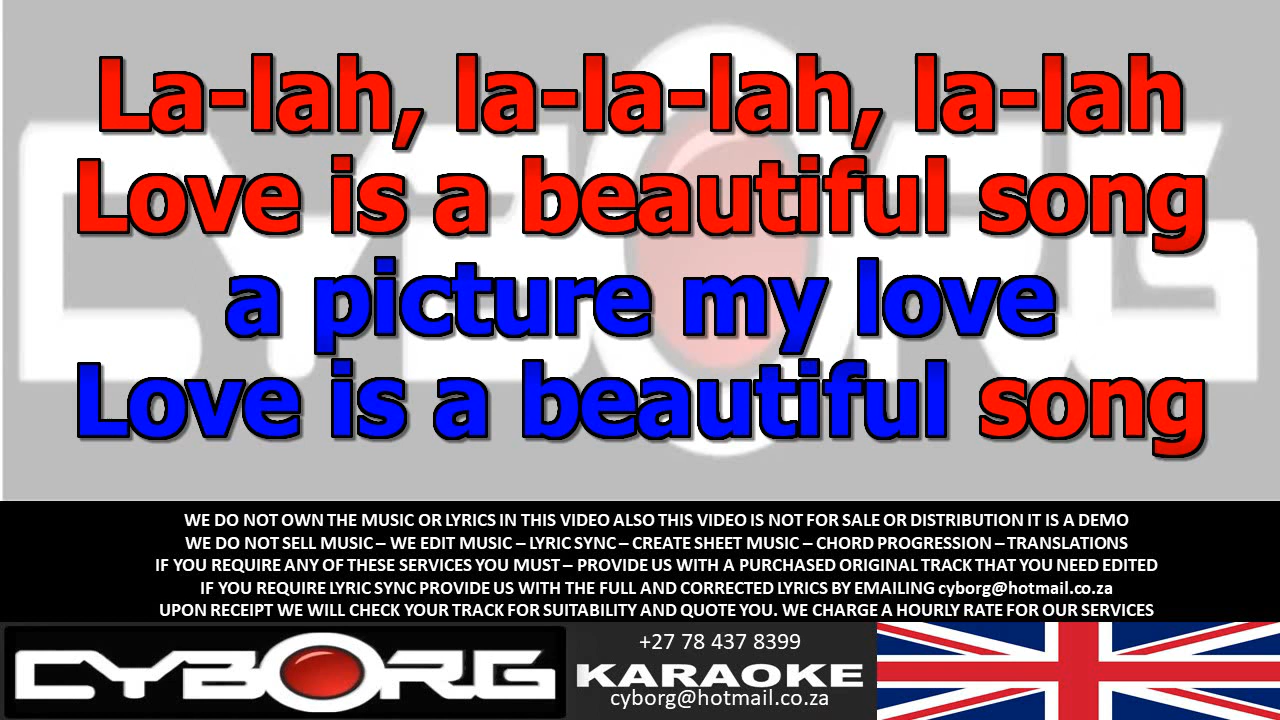 La-lah, la-la-lah, la-lah
Love is a beautiful song
a picture my love
Love is a beautiful song
WE DO NOT OWN THE MUSIC OR LYRICS IN THIS VIDEO ALSO THIS VIDEO IS NOT FOR SALE OR DISTRIBUTION IT IS A DEMO
WE DO NOT SELL MUSIC – WE EDIT MUSIC – LYRIC SYNC – CREATE SHEET MUSIC – CHORD PROGRESSION – TRANSLATIONS
IF YOU REQUIRE ANY OF THESE SERVICES YOU MUST – PROVIDE US WITH A PURCHASED ORIGINAL TRACK THAT YOU NEED EDITED
IF YOU REQUIRE LYRIC SYNC PROVIDE US WITH THE FULL AND CORRECTED LYRICS BY EMAILING cyborg@hotmail.co.za
UPON RECEIPT WE WILL CHECK YOUR TRACK FOR SUITABILITY AND QUOTE YOU. WE CHARGE A HOURLY RATE FOR OUR SERVICES
CYBORG
+27 78 437 8399
KARAOKE
cyborg@hotmail.co.za
CYBORG